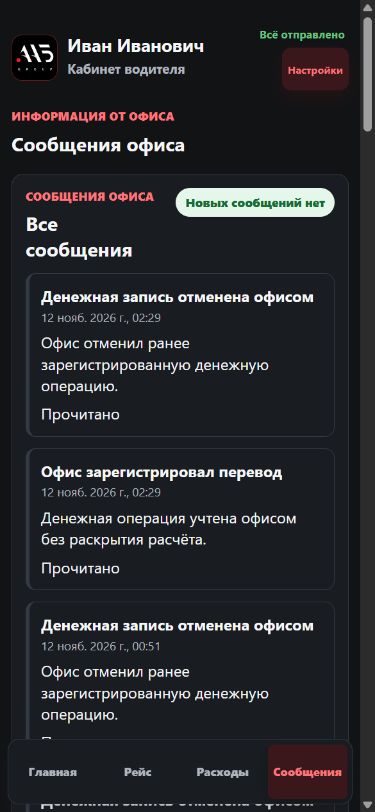 Всё отправлено
AM5
GROUP
Иван Иванович
Кабинет водителя
Настройки
ИНФОРМАЦИЯ ОТ ОФИСА
Сообщения офиса
СООБЩЕНИЯ ОФИСА
Новых сообщений нет
Все
сообщения
Денежная запись отменена офисом
12 нояб. 2026 г., 02:29
Офис отменил ранее
зарегистрированную денежную
операцию.
Прочитано
Офис зарегистрировал перевод
12 нояб. 2026 г., 02:29
Денежная операция учтена офисом
без раскрытия расчёта.
Прочитано
Денежная запись отменена офисом
12 нояб. 2026 г., 00:51
Офис отменил ранее
зарегистрированную денежную
операцию.
Главная
Рейс
Расходы
Сообщения